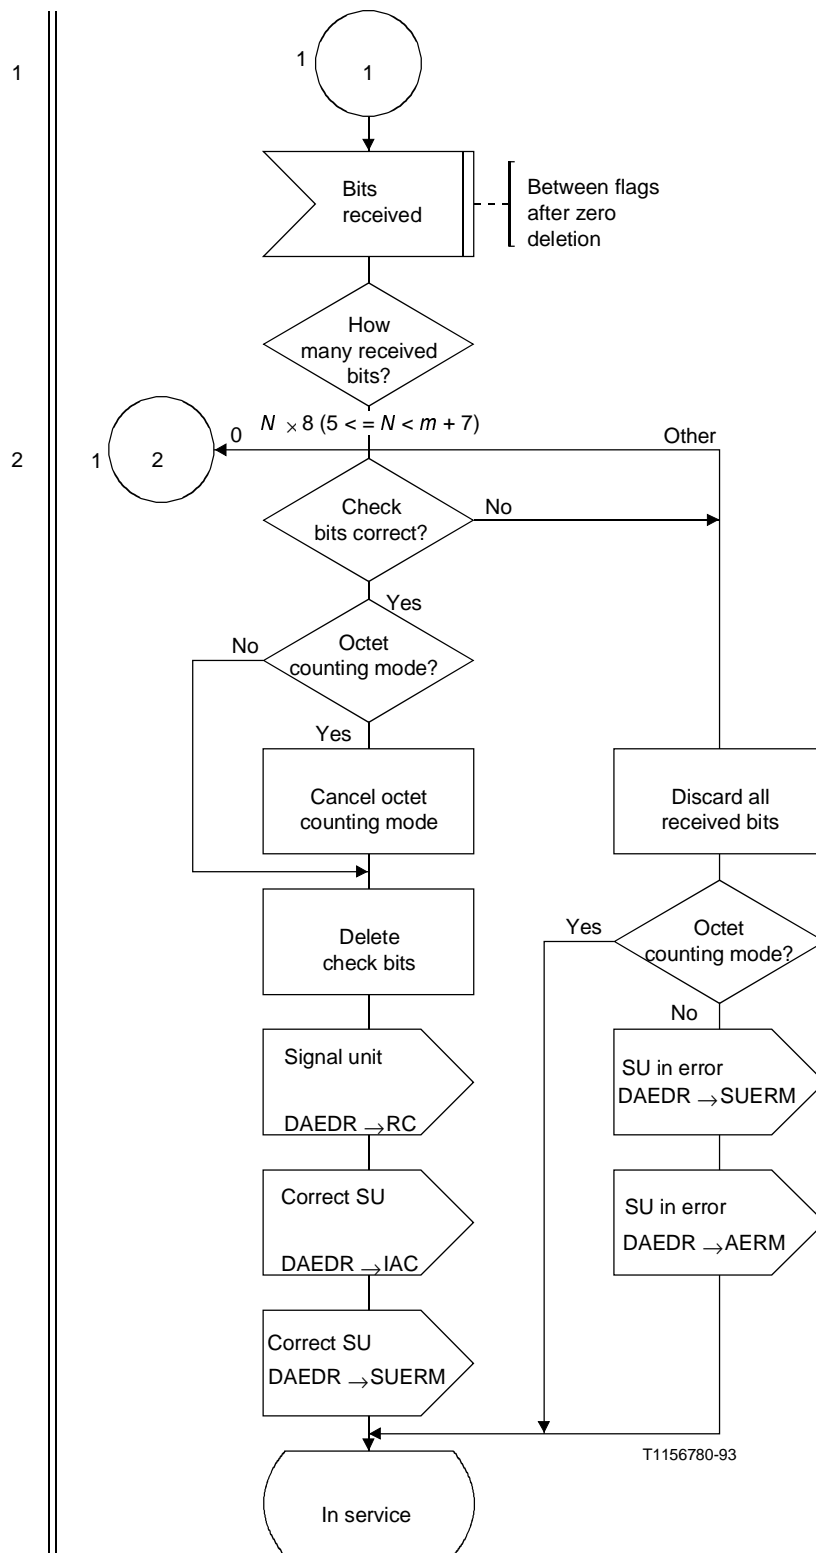 1
1
1
Bits
received
Between flags
after zero
deletion
How
many received
bits?
N × 8 (5 < = N < m + 7)
0
Other
2
1
2
Check
bits correct?
No
Yes
No
Octet
counting mode?
Yes
Cancel octet
counting mode
Discard all
received bits
Delete
check bits
Yes
Octet
counting mode?
No
Signal unit
DAEDR →RC
SU in error
DAEDR →SUERM
Correct SU
DAEDR →IAC
SU in error
DAEDR →AERM
Correct SU
DAEDR →SUERM
T1156780-93
In service